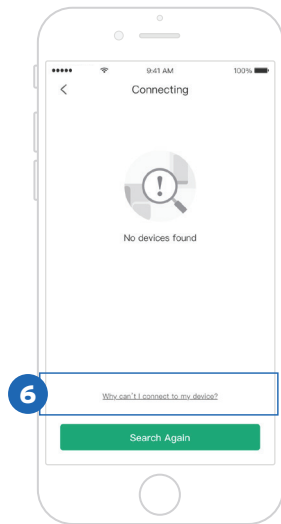 9:41 AM
100%
Connecting
No devices found
6
Why can't I connect to my device?
Search Again